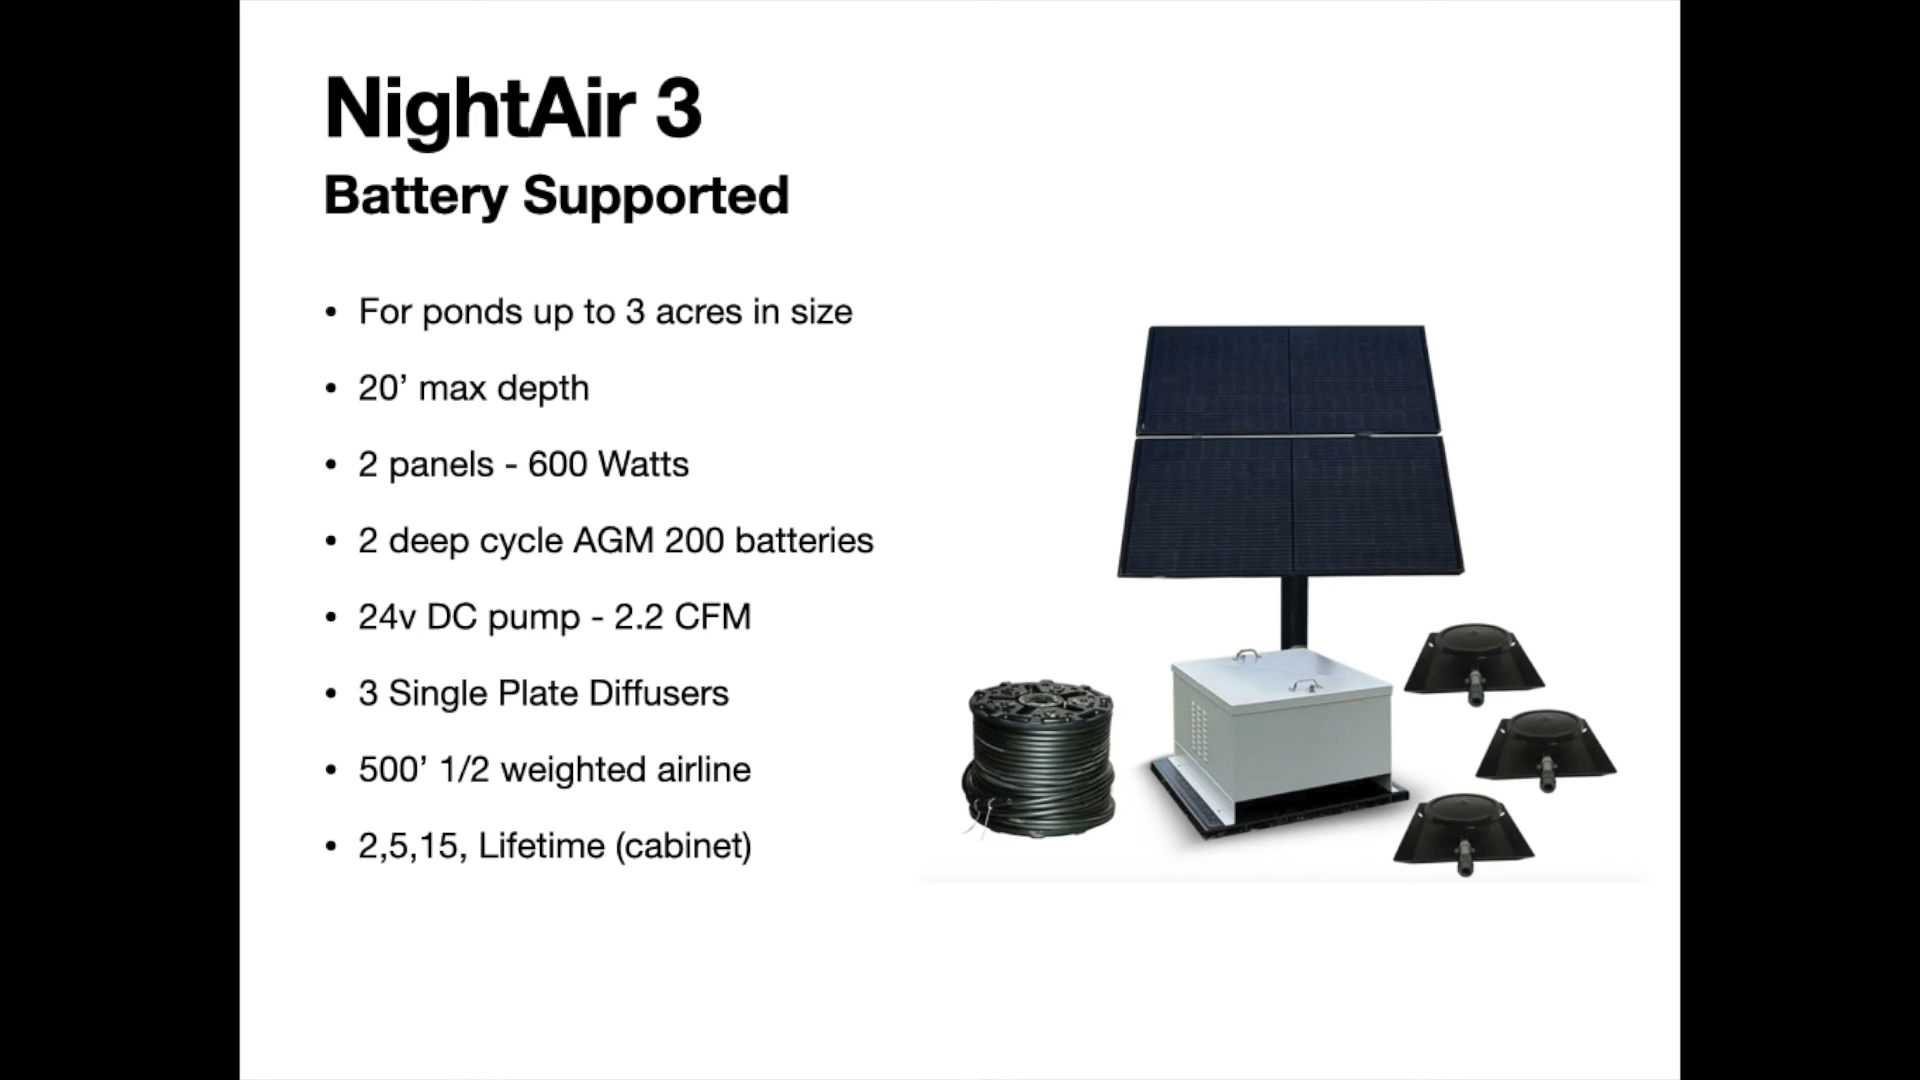 NightAir 3
Battery Supported
• For ponds up to 3 acres in size
• 20’ max depth
• 2 panels - 600 Watts
• 2 deep cycle AGM 200 batteries
• 24v DC pump - 2.2 CFM
• 3 Single Plate Diffusers
• 500’ 1/2 weighted airline
• 2,5,15, Lifetime (cabinet)